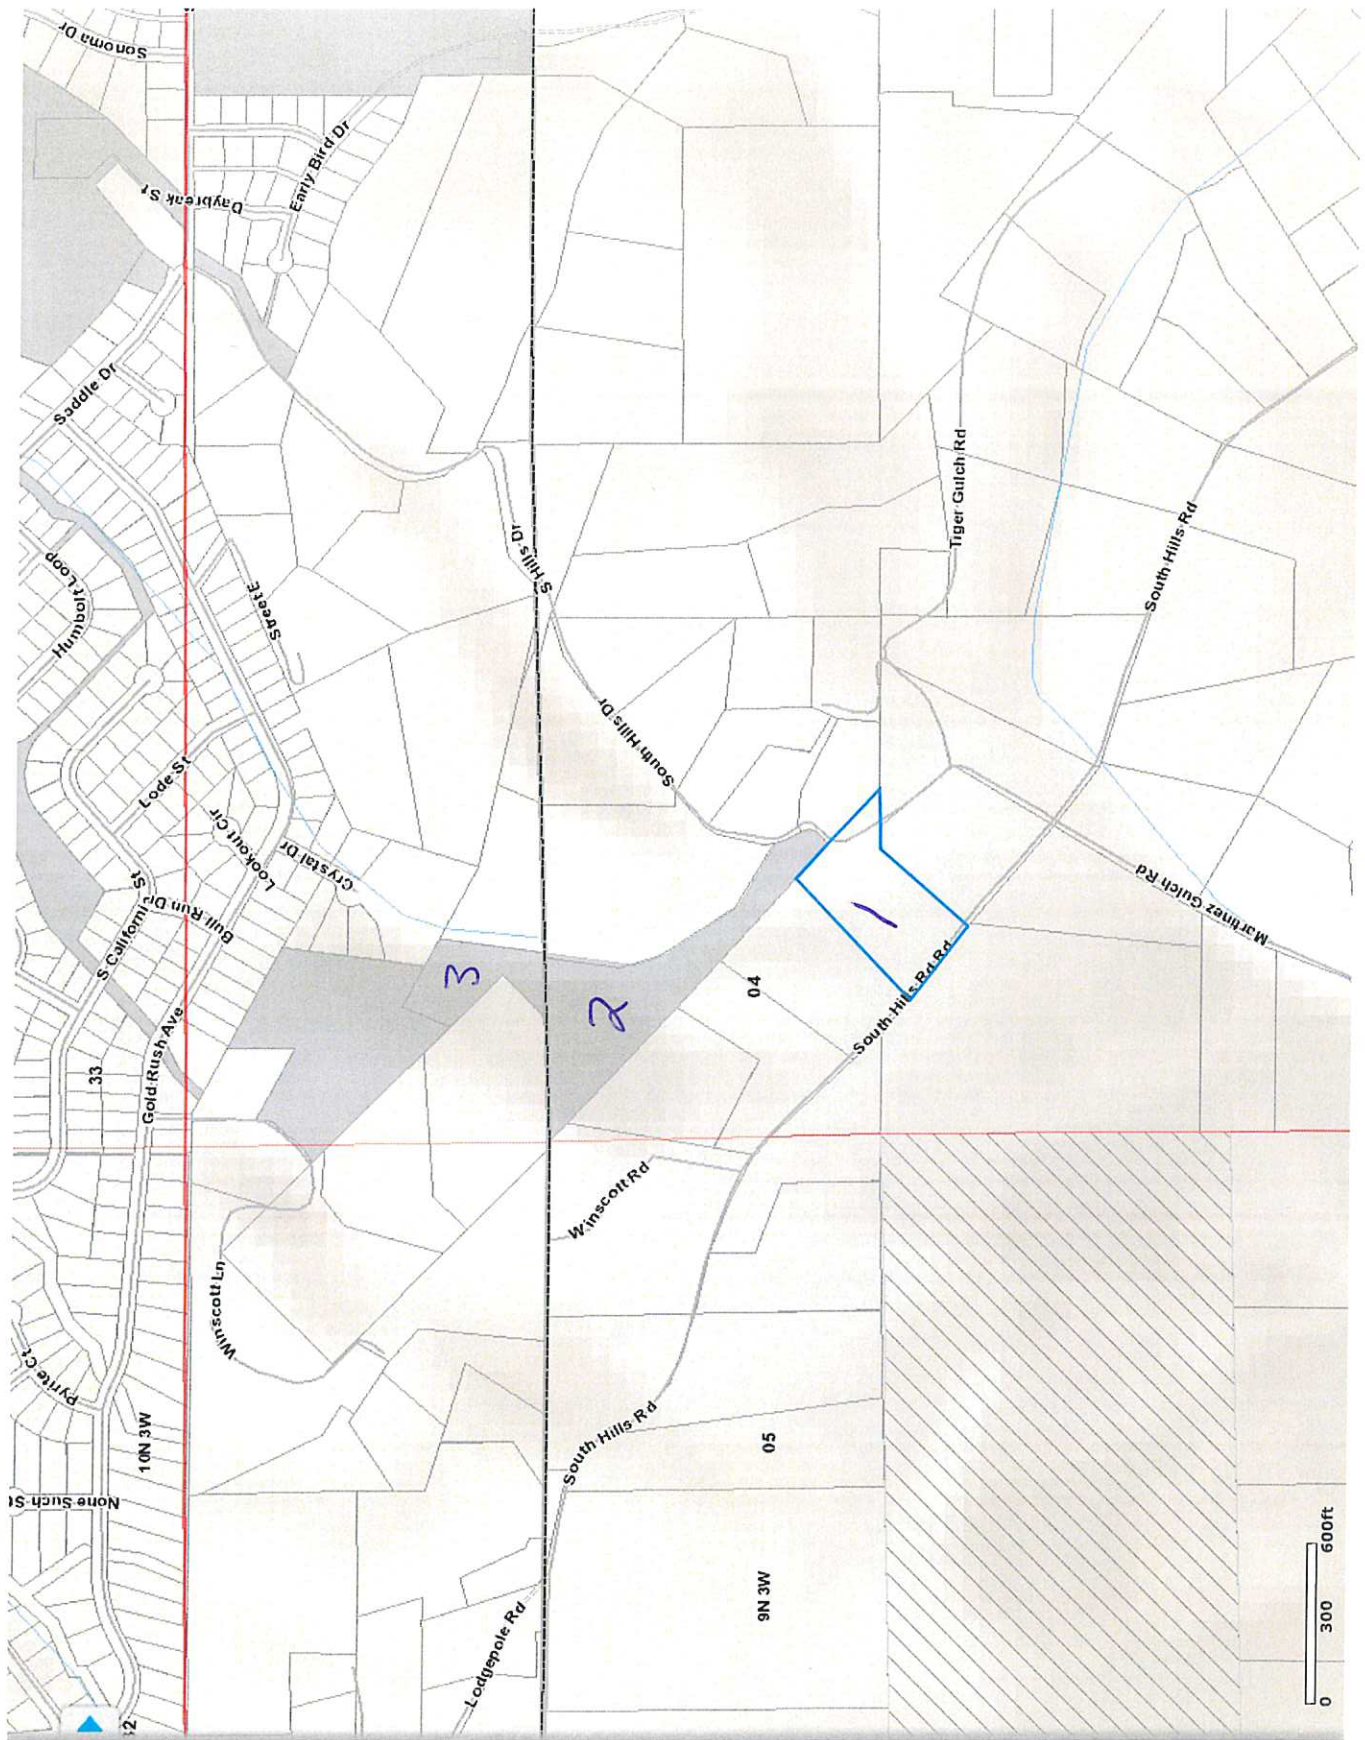 Sonoma Dr
Daybreak St
Early Bird Dr
Saddle Dr
Humbolt Loop
Street E
S Hills Dr
Tiger Gulch Rd
South Hills Rd
South Hills Dr
Lode St
Lookout Cir
Crystal Dr
Bull Run Dr
S California St
3
2
1
04
South Hills Rd Rd
Martinez Gulch Rd
33
Gold Rush Ave
Winscott Rd
Winscott Ln
Pyrite Ct
10N 3W
South Hills Rd
05
None Such St
Lodgepole Rd
9N 3W
0 300 600ft